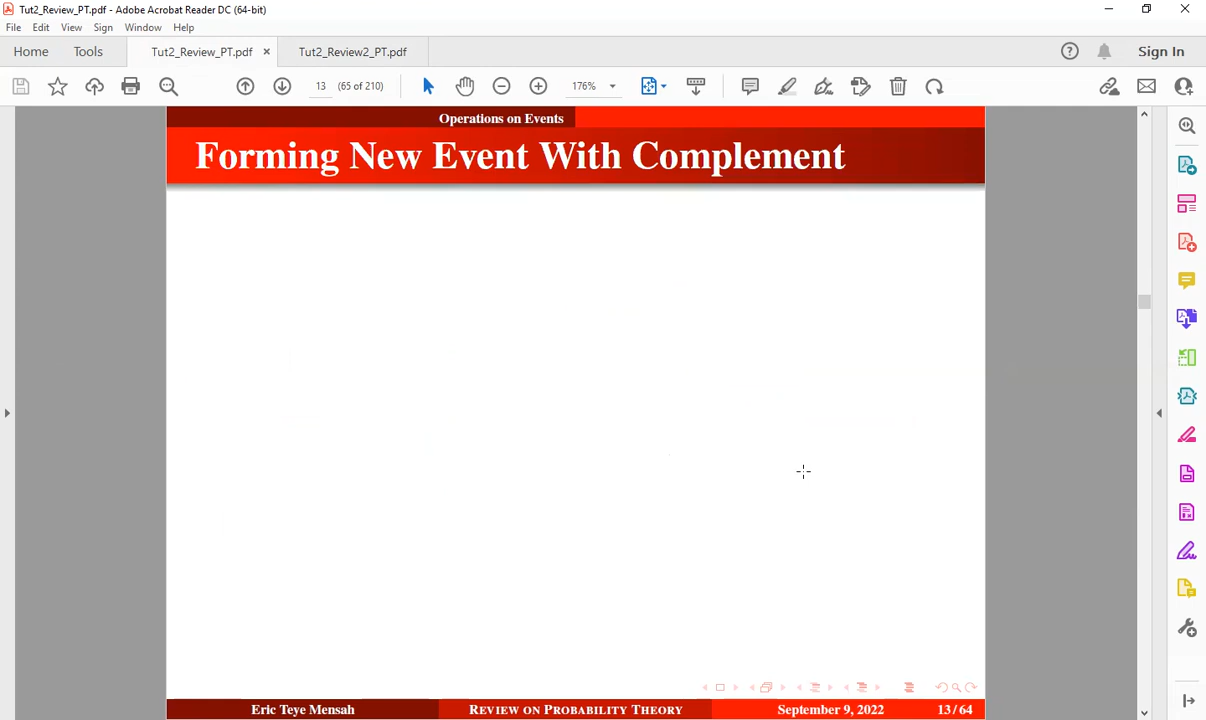 Tut2_Review_PT.pdf - Adobe Acrobat Reader DC (64-bit)
File Edit View Sign Window Help
Home Tools Tut2_Review_PT.pdf × Tut2_Review2_PT.pdf Sign In
13 (65 of 210) 176%
Operations on Events
Forming New Event With Complement
Eric Teye Mensah REVIEW ON PROBABILITY THEORY September 9, 2022 13/64